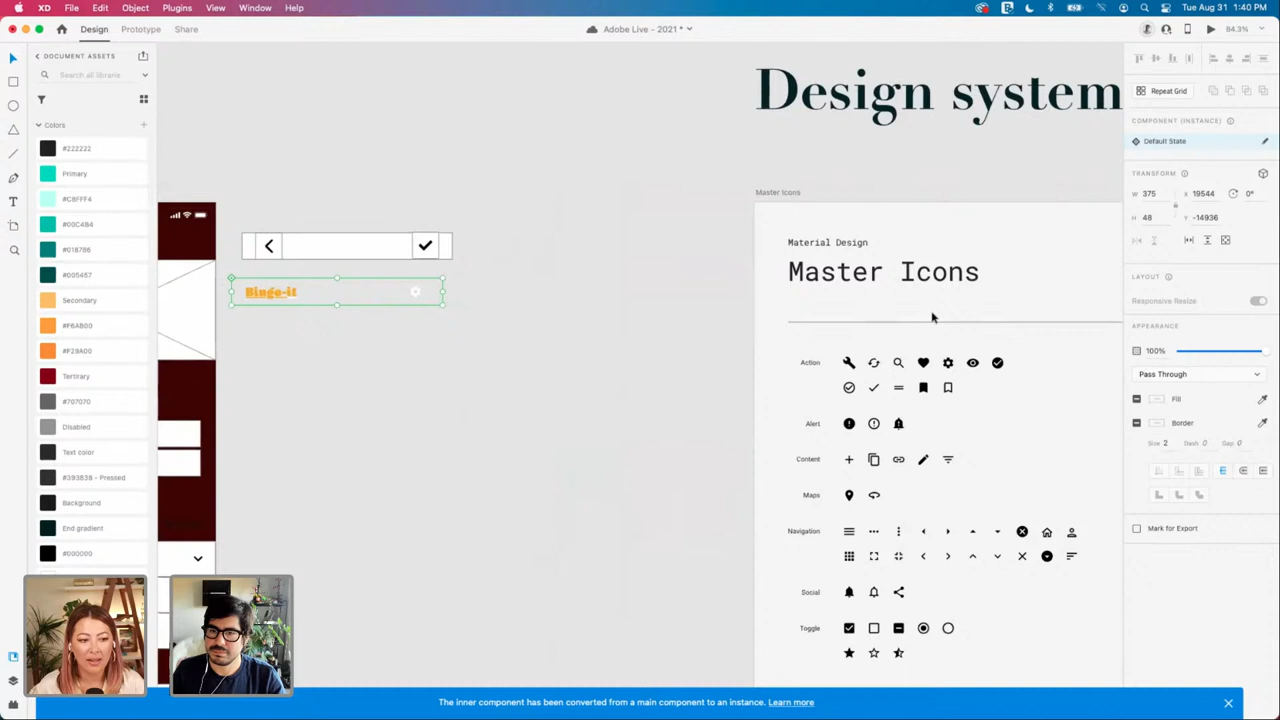 XD File Edit Object Plugins View Window Help
Tue Aug 31 1:40 PM
Design Prototype Share
Adobe Live - 2021 *
84.3%
DOCUMENT ASSETS
Search all librarie
Colors
#222222
Primary
#C8FFF4
#00C4B4
#018786
#005457
Secondary
#F6AB00
#F29A00
Tertirary
#707070
Disabled
Text color
#393838 - Pressed
Background
End gradient
#000000
Binge-it
Design system
Master Icons
Material Design
Master Icons
Action
Alert
Content
Maps
Navigation
Social
Toggle
Repeat Grid
COMPONENT (INSTANCE)
Default State
TRANSFORM
W 375 X 19544 0°
H 48 Y -14936
LAYOUT
Responsive Resize
APPEARANCE
100%
Pass Through
Fill
Border
Size 2 Dash 0 Gap 0
Mark for Export
The inner component has been converted from a main component to an instance. Learn more